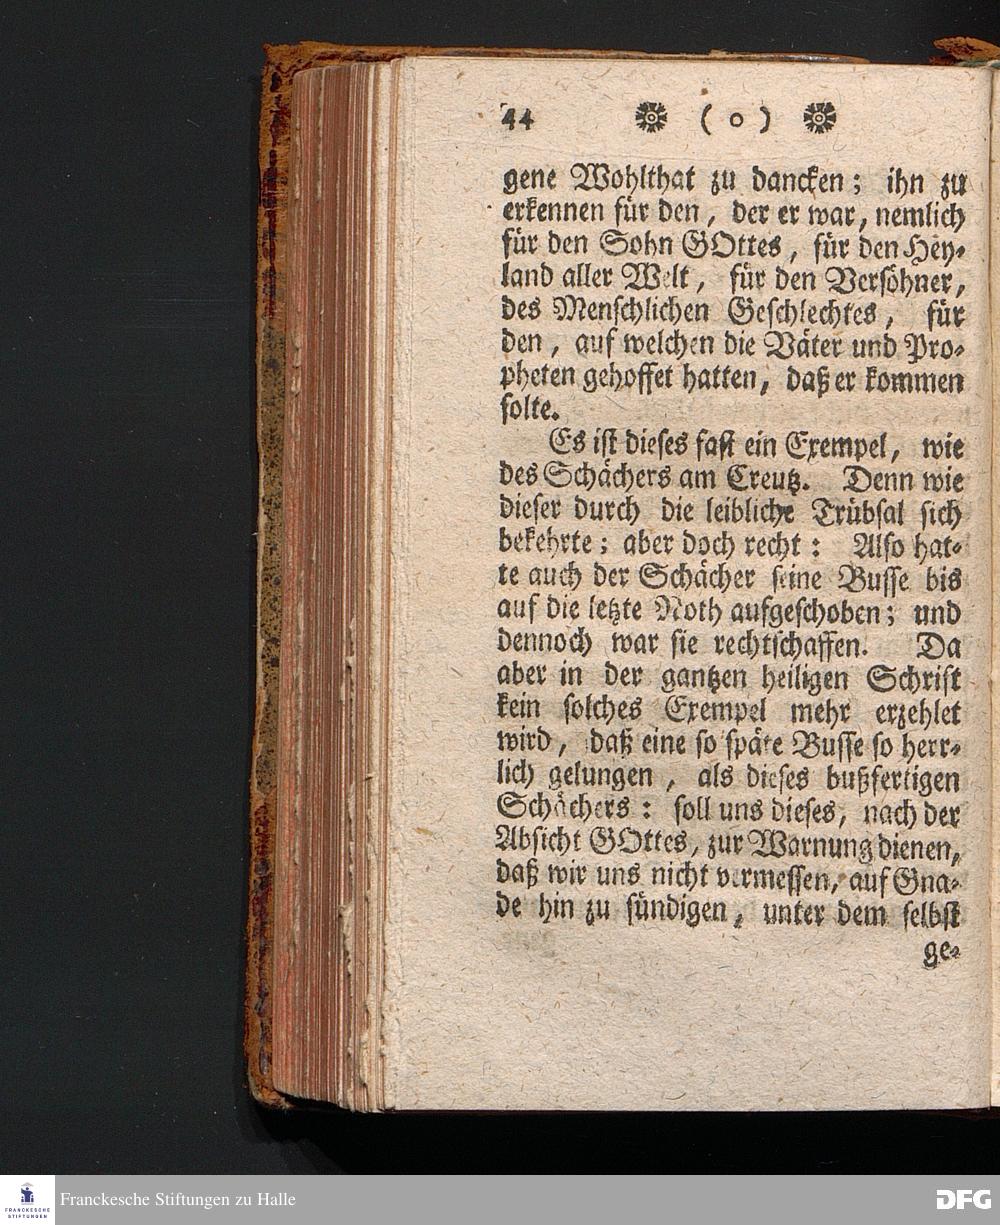 44 ❁ ( o ) ❁
gene Wohlthat zu dancken; ihn zu
erkennen für den, der er war, nemlich
für den Sohn GOttes, für den Hey-
land aller Welt, für den Versöhner,
des Menschlichen Geschlechtes, für
den, auf welchen die Väter und Pro-
pheten gehoffet hatten, daß er kommen
solte.
Es ist dieses fast ein Exempel, wie
des Schächers am Creutz. Denn wie
dieser durch die leibliche Trübsal sich
bekehrte; aber doch recht: Also hat-
te auch der Schächer seine Busse bis
auf die letzte Noth aufgeschoben; und
dennoch war sie rechtschaffen. Da
aber in der gantzen heiligen Schrift
kein solches Exempel mehr erzehlet
wird, daß eine so späte Busse so herr-
lich gelungen, als dieses bußfertigen
Schächers: soll uns dieses, nach der
Absicht GOttes, zur Warnung dienen,
daß wir uns nicht vermessen, auf Gna-
de hin zu sündigen, unter dem selbst
ge-
FRANCKESCHE
STIFTUNGEN
Franckesche Stiftungen zu Halle
DFG